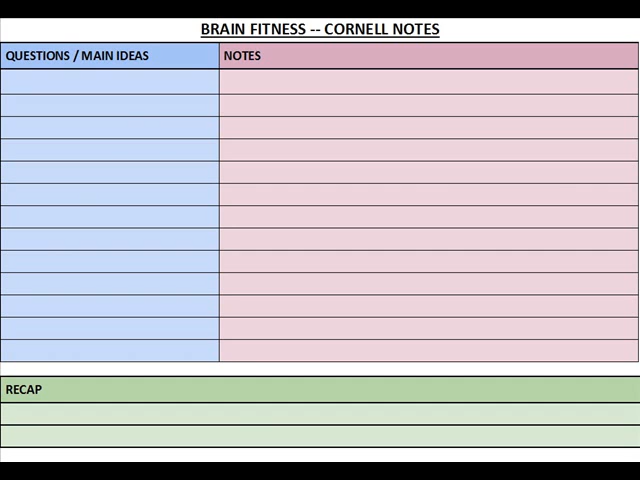 BRAIN FITNESS -- CORNELL NOTES
QUESTIONS / MAIN IDEAS
NOTES
RECAP